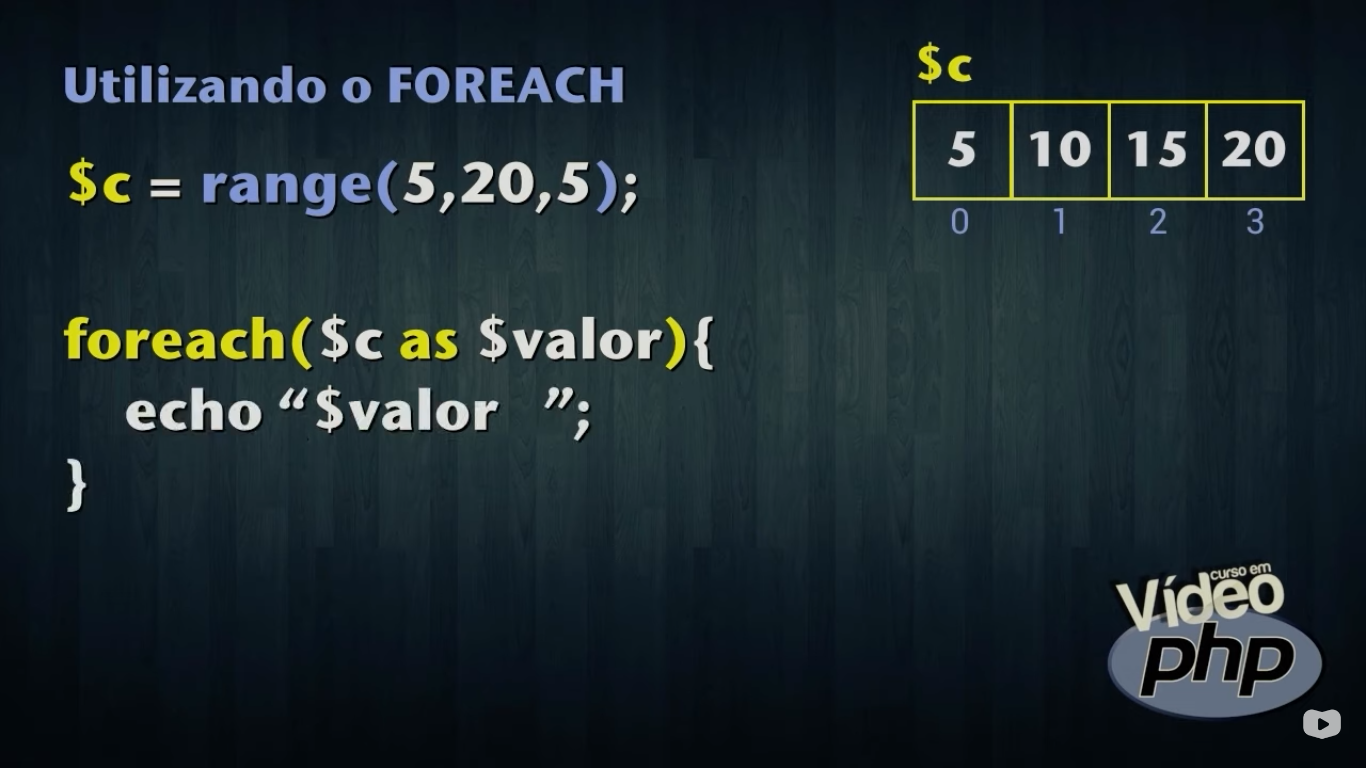 Utilizando o FOREACH
$c = range(5,20,5);
foreach($c as $valor){
echo “$valor   ”;
}
$c
5 10 15 20
0 1 2 3
curso em
Vídeo
php